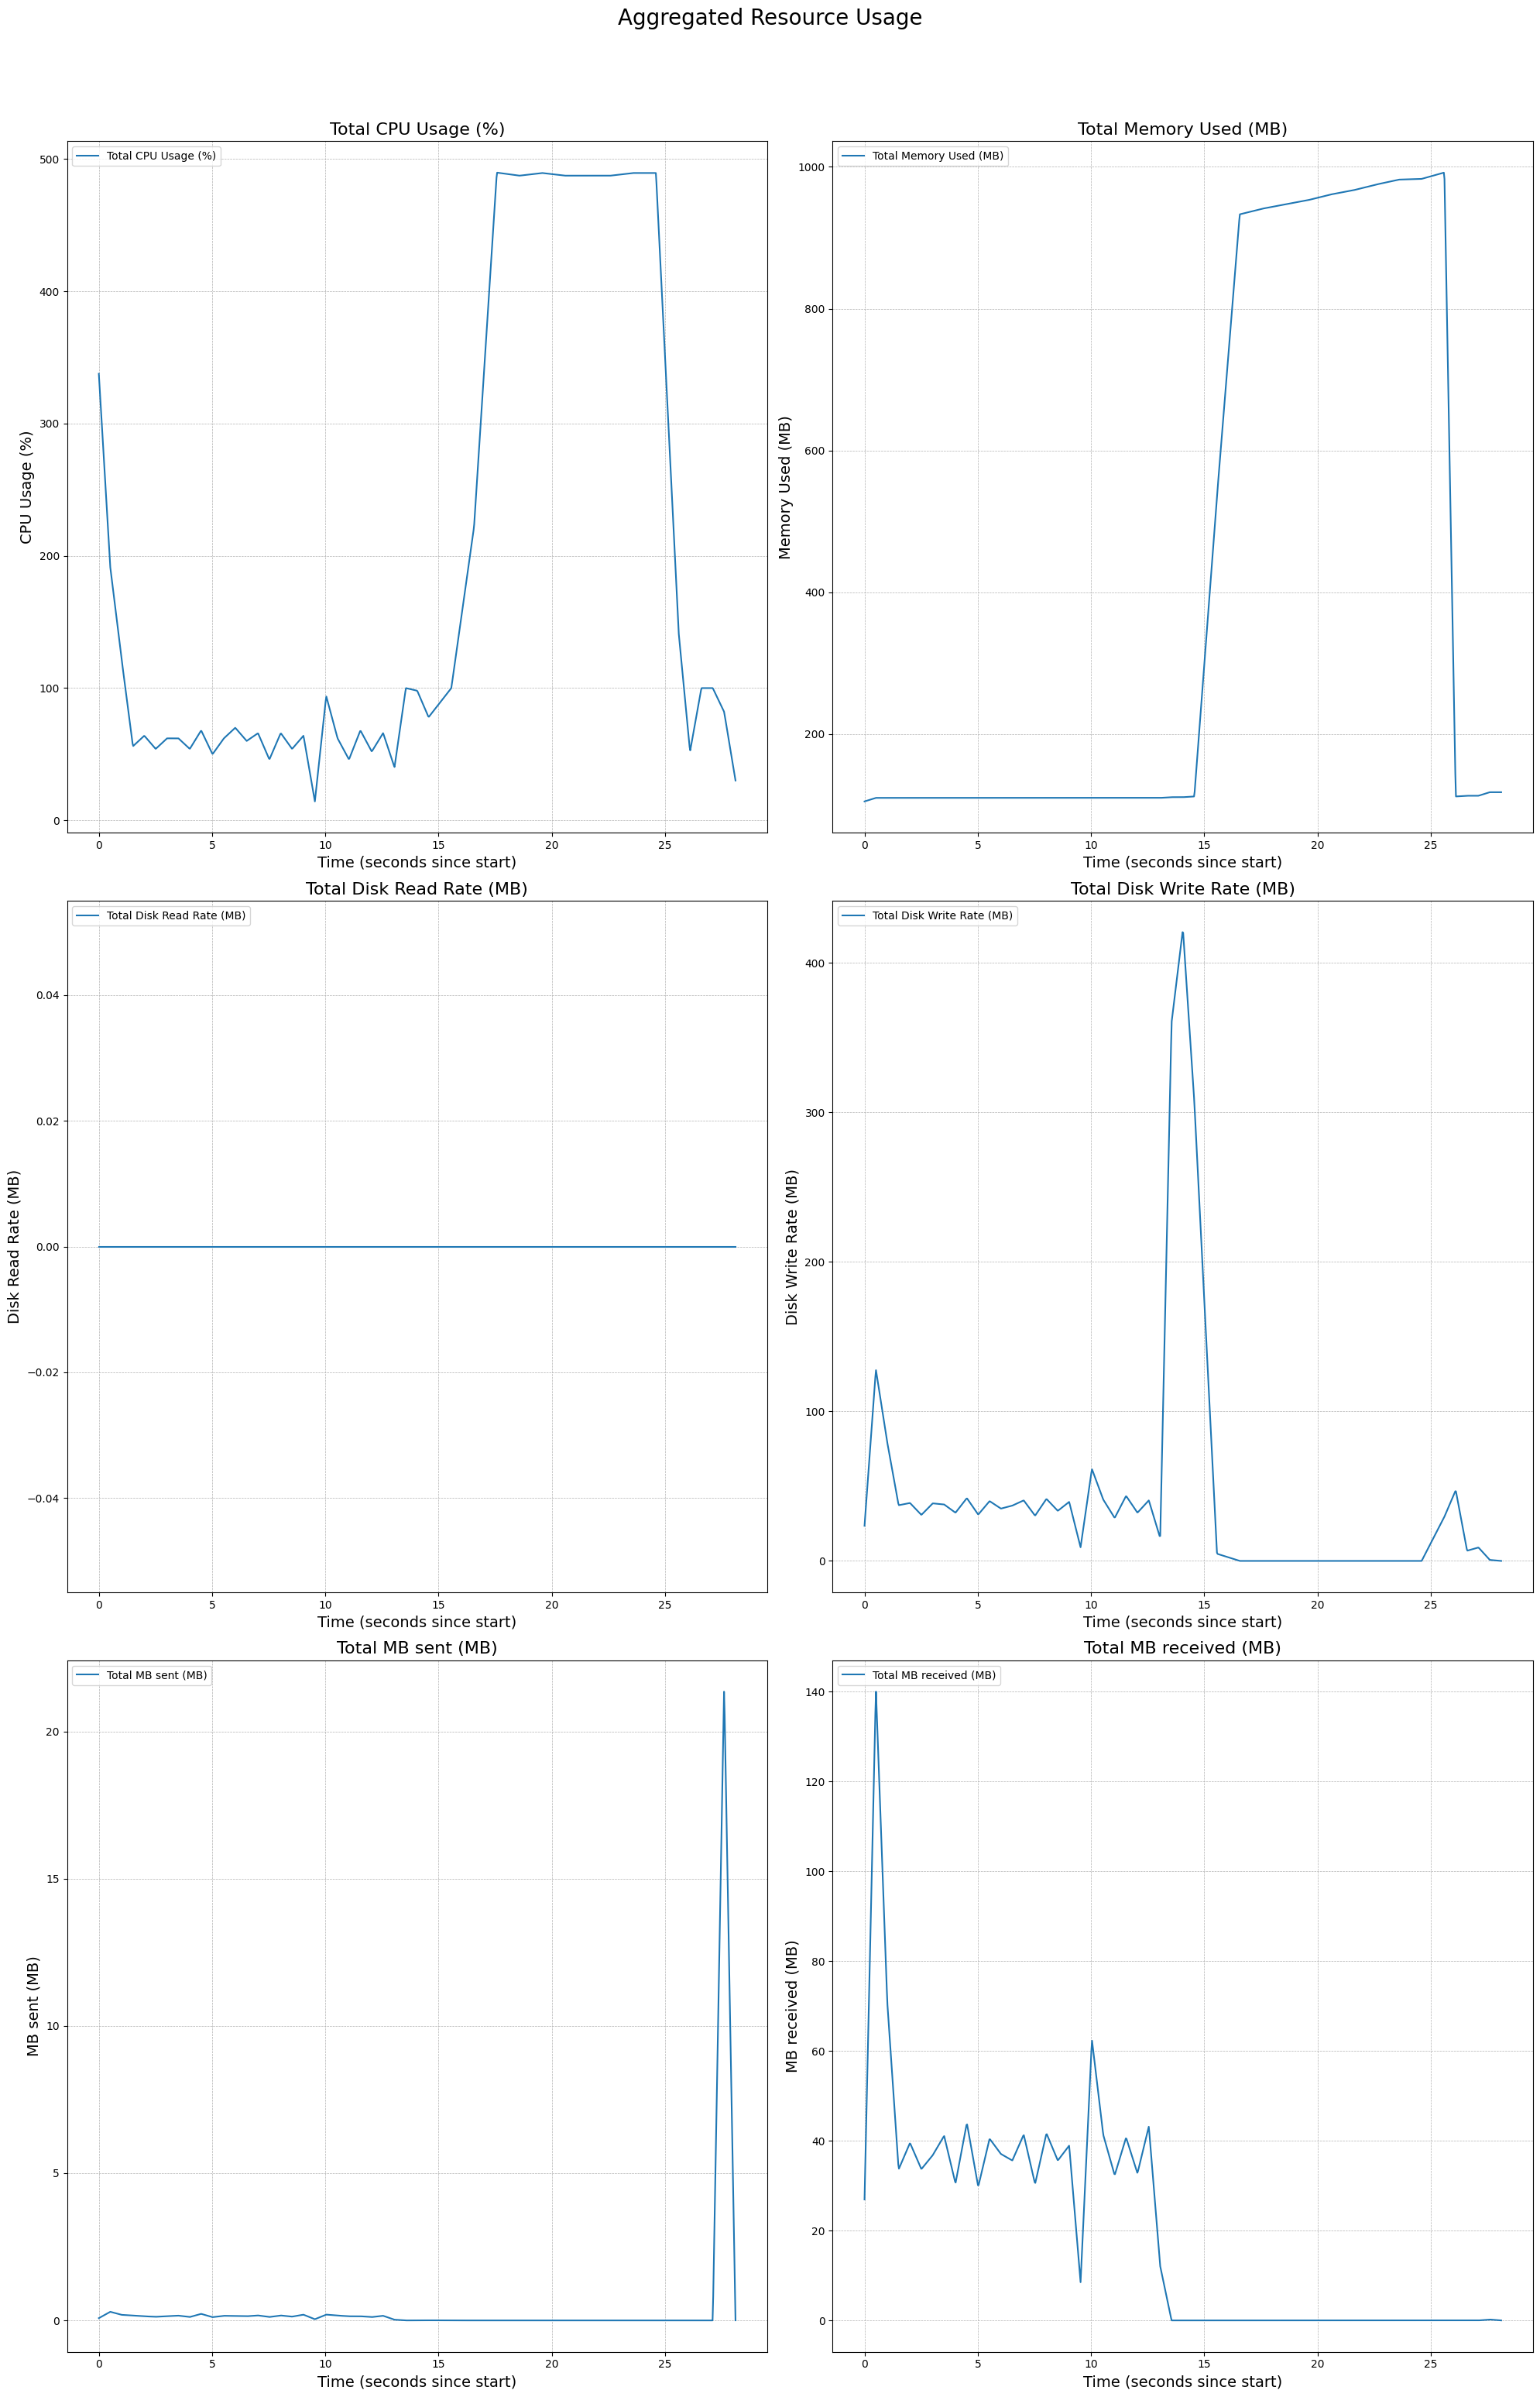 Aggregated Resource Usage
Total CPU Usage (%)
Total CPU Usage (%)
500
400
300
200
100
0
CPU Usage (%)
0 5 10 15 20 25
Time (seconds since start)
Total Memory Used (MB)
Total Memory Used (MB)
1000
800
600
400
200
Memory Used (MB)
0 5 10 15 20 25
Time (seconds since start)
Total Disk Read Rate (MB)
Total Disk Read Rate (MB)
0.04
0.02
0.00
−0.02
−0.04
Disk Read Rate (MB)
0 5 10 15 20 25
Time (seconds since start)
Total Disk Write Rate (MB)
Total Disk Write Rate (MB)
400
300
200
100
0
Disk Write Rate (MB)
0 5 10 15 20 25
Time (seconds since start)
Total MB sent (MB)
Total MB sent (MB)
20
15
10
5
0
MB sent (MB)
0 5 10 15 20 25
Time (seconds since start)
Total MB received (MB)
Total MB received (MB)
140
120
100
80
60
40
20
0
MB received (MB)
0 5 10 15 20 25
Time (seconds since start)